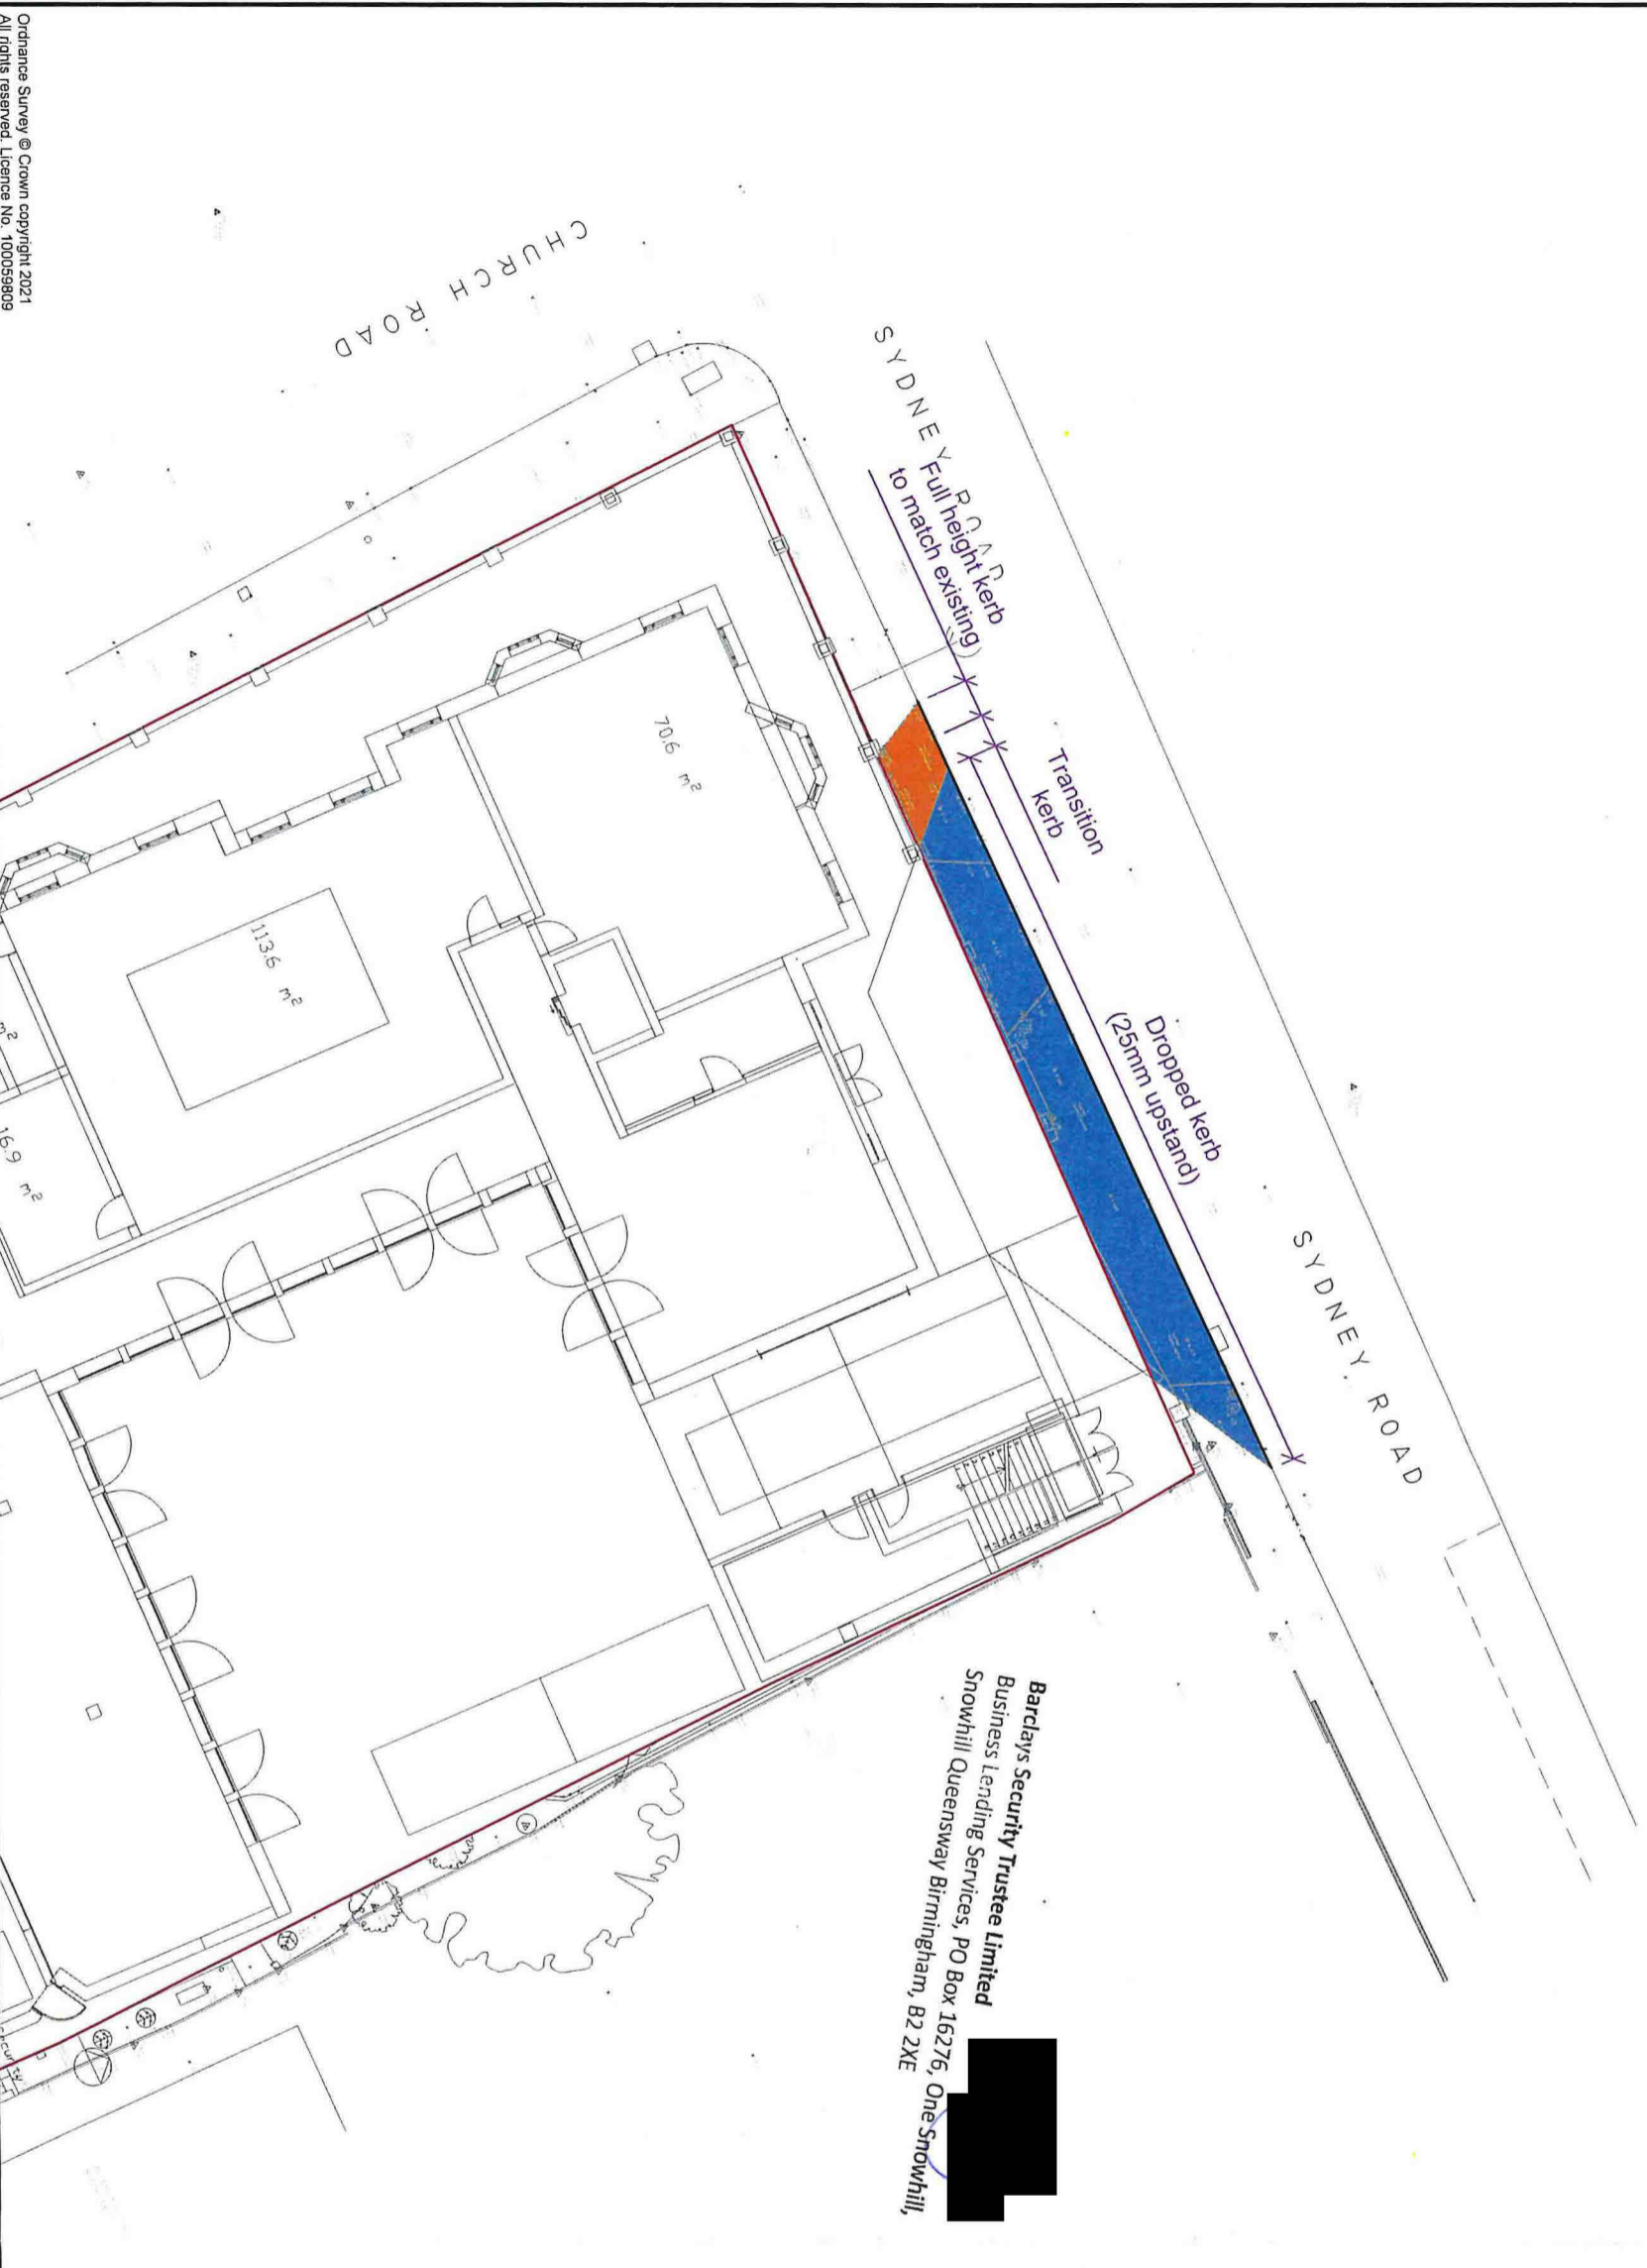 Ordnance Survey © Crown copyright 2021
All rights reserved. Licence No. 100059809
CHURCH ROAD
SYDNEY ROAD
Full height kerb
to match existing
Transition
kerb
Dropped kerb
(25mm upstand)
SYDNEY ROAD
70.6 m²
113.6 m²
m²
16.9 m²
Barclays Security Trustee Limited
Business Lending Services, PO Box 16276, One Snowhill,
Snowhill Queensway Birmingham, B2 2XE